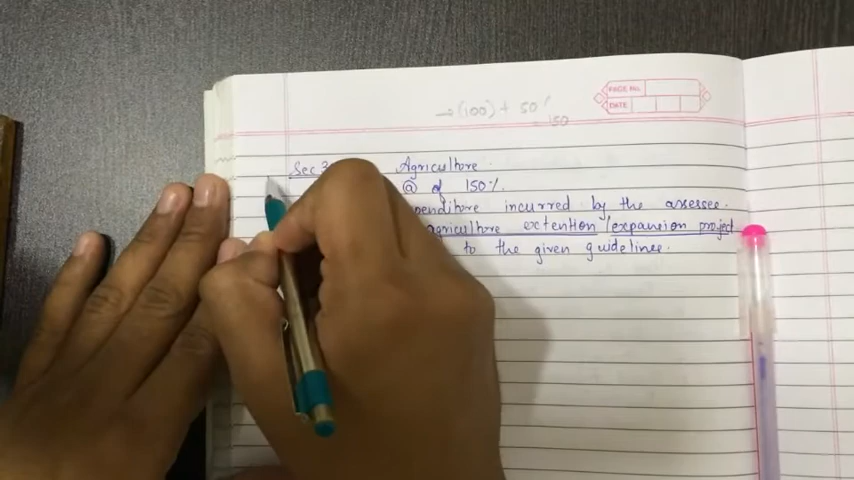 → (100) + 50%
= 150
PAGE No.
DATE
Sec 3 Agriculture
@ of 150%.
penditure incurred by the assessee.
agriculture extention / expansion project
to the given guidelines.